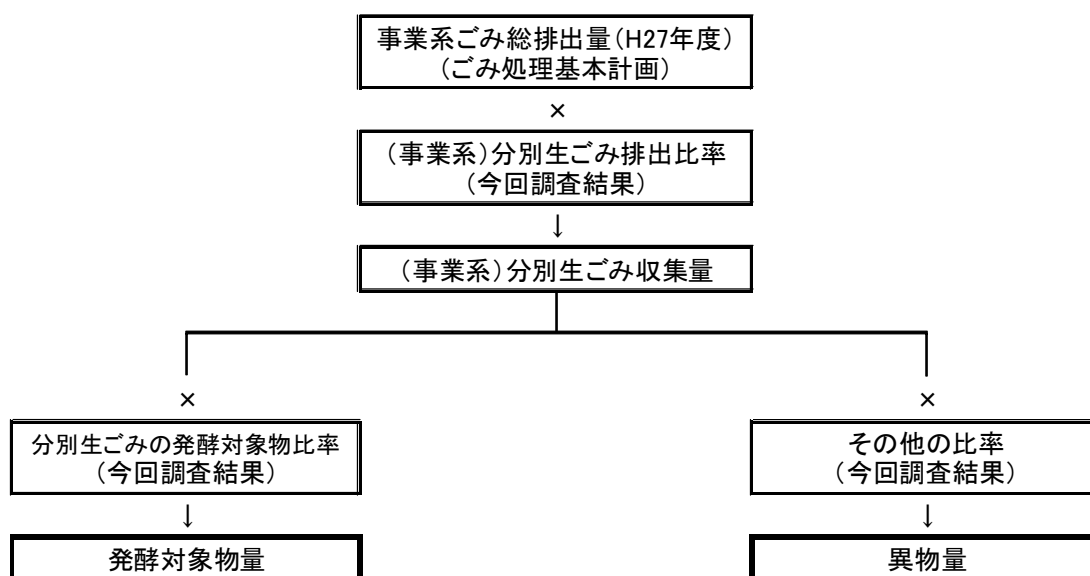 事業系ごみ総排出量(H27年度)
(ごみ処理基本計画)
×
(事業系)分別生ごみ排出比率
(今回調査結果)
↓
(事業系)分別生ごみ収集量
×
×
分別生ごみの発酵対象物比率
(今回調査結果)
その他の比率
(今回調査結果)
↓
↓
発酵対象物量
異物量